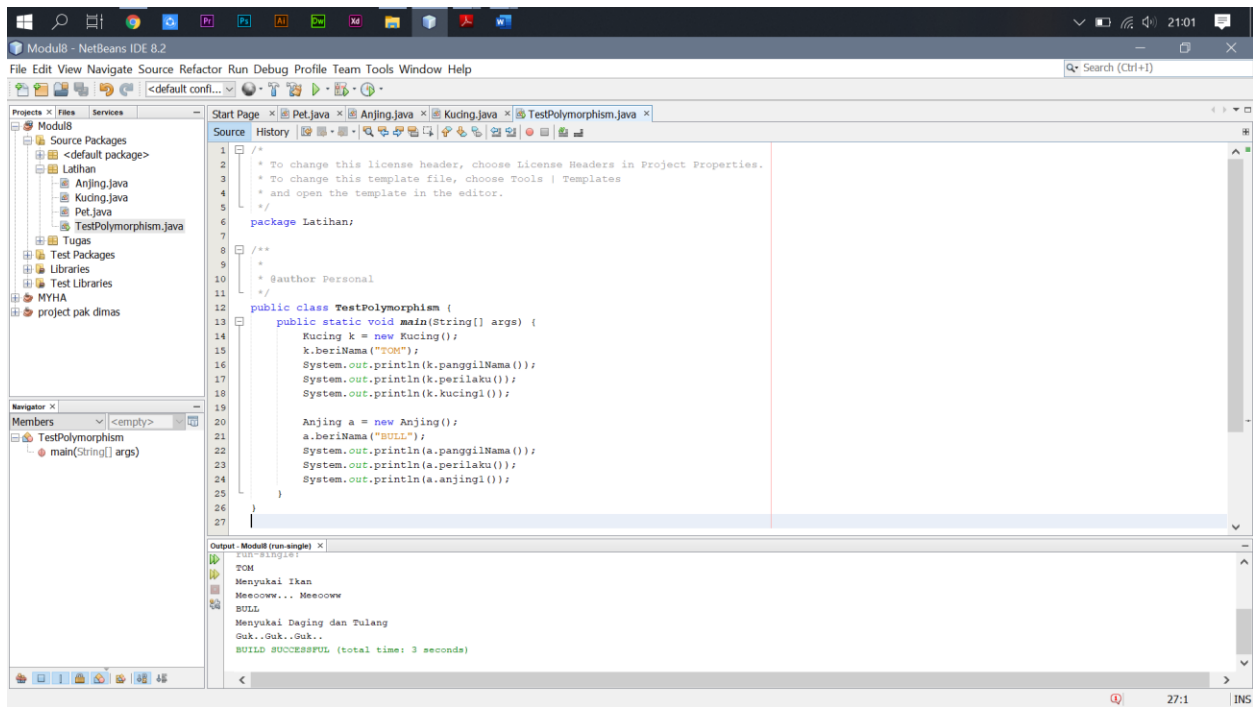 Pr Ps Ai Dw Xd
21:01
Modul8 - NetBeans IDE 8.2
File Edit View Navigate Source Refactor Run Debug Profile Team Tools Window Help
Search (Ctrl+I)
<default confi...
Projects Files Services
Modul8
Source Packages
<default package>
Latihan
Anjing.java
Kucing.java
Pet.java
TestPolymorphism.java
Tugas
Test Packages
Libraries
Test Libraries
MYHA
project pak dimas
Navigator
Members <empty>
TestPolymorphism
main(String[] args)
Start Page Pet.java Anjing.java Kucing.java TestPolymorphism.java
Source History
1 /*
2 * To change this license header, choose License Headers in Project Properties.
3 * To change this template file, choose Tools | Templates
4 * and open the template in the editor.
5 */
6 package Latihan;
7
8 /**
9 *
10 * @author Personal
11 */
12 public class TestPolymorphism {
13 public static void main(String[] args) {
14 Kucing k = new Kucing();
15 k.beriNama("TOM");
16 System.out.println(k.panggilNama());
17 System.out.println(k.perilaku());
18 System.out.println(k.kucing1());
19
20 Anjing a = new Anjing();
21 a.beriNama("BULL");
22 System.out.println(a.panggilNama());
23 System.out.println(a.perilaku());
24 System.out.println(a.anjing1());
25 }
26 }
27
Output - Modul8 (run-single)
run-single:
TOM
Menyukai Ikan
Meeooww... Meeooww
BULL
Menyukai Daging dan Tulang
Guk..Guk..Guk..
BUILD SUCCESSFUL (total time: 3 seconds)
27:1 INS